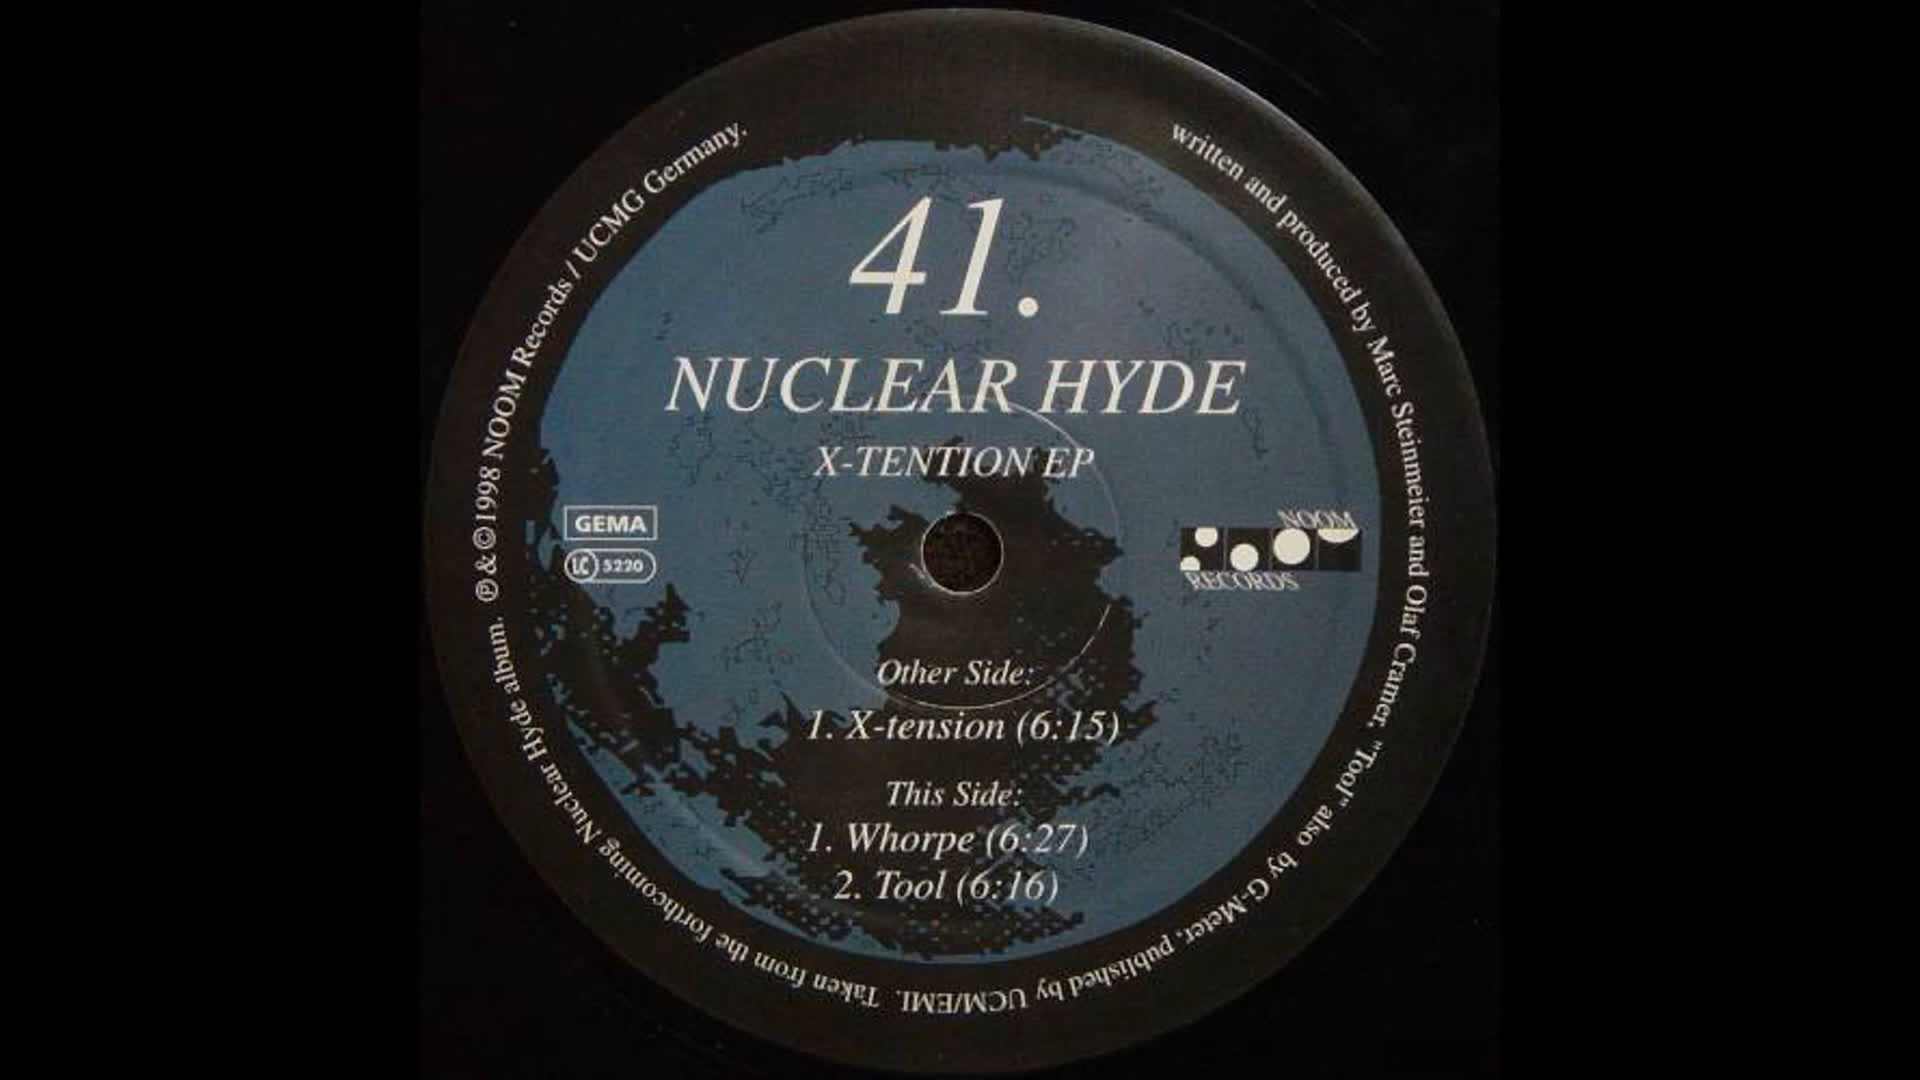 41.
NUCLEAR HYDE
X-TENTION EP
GEMA
LC 5220
NOOM
RECORDS
Other Side:
1. X-tension (6:15)
This Side:
1. Whorpe (6:27)
2. Tool (6:16)
written and produced by Marc Steinmeier and Olaf Cramer, "Tool" also by G-Meter, published by UCM/EMI. Taken from the forthcoming Nuclear Hyde album. ℗&©1998 NOOM Records / UCMG Germany.